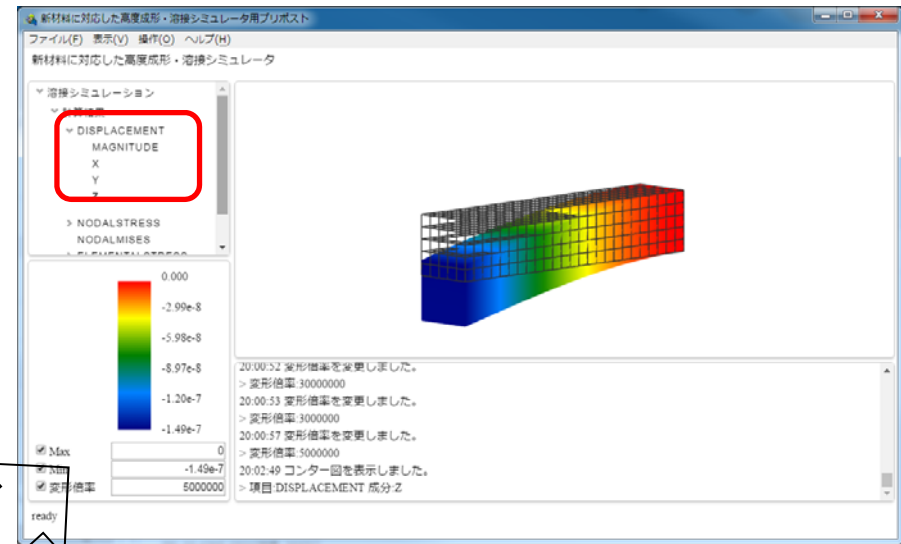 新材料に対応した高度成形・溶接シミュレータ用プリポスト
ファイル(F) 表示(V) 操作(O) ヘルプ(H)
新材料に対応した高度成形・溶接シミュレータ
溶接シミュレーション
DISPLACEMENT
MAGNITUDE
X
Y
Z
NODALSTRESS
NODALMISES
ELEMENTALSTRESS
0.000
-2.99e-8
-5.98e-8
-8.97e-8
-1.20e-7
-1.49e-7
Max 0
Min -1.49e-7
変形倍率 5000000
20:00:52 変形倍率を変更しました。
> 変形倍率:30000000
20:00:53 変形倍率を変更しました。
> 変形倍率:3000000
20:00:57 変形倍率を変更しました。
> 変形倍率:5000000
20:02:49 コンター図を表示しました。
> 項目:DISPLACEMENT 成分:Z
ready